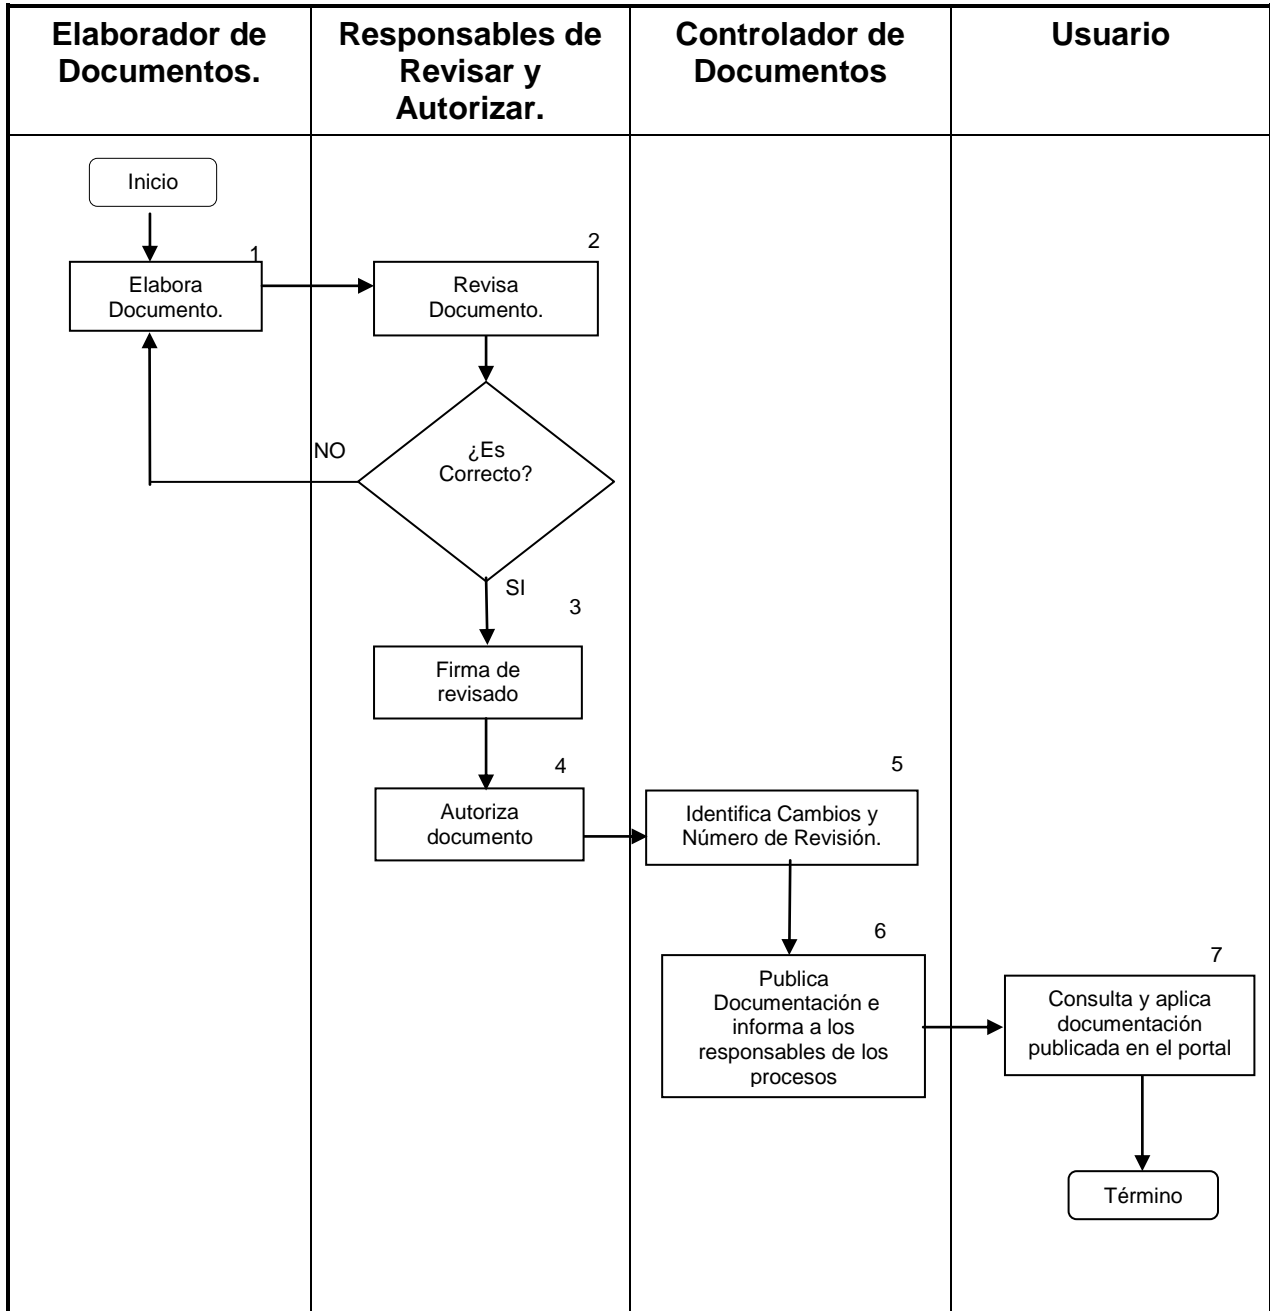 Elaborador de
Documentos.
Responsables de
Revisar y
Autorizar.
Controlador de
Documentos
Usuario
Inicio
1
Elabora
Documento.
2
Revisa
Documento.
¿Es
Correcto?
NO
SI
3
Firma de
revisado
4
Autoriza
documento
5
Identifica Cambios y
Número de Revisión.
6
Publica
Documentación e
informa a los
responsables de los
procesos
7
Consulta y aplica
documentación
publicada en el portal
Término